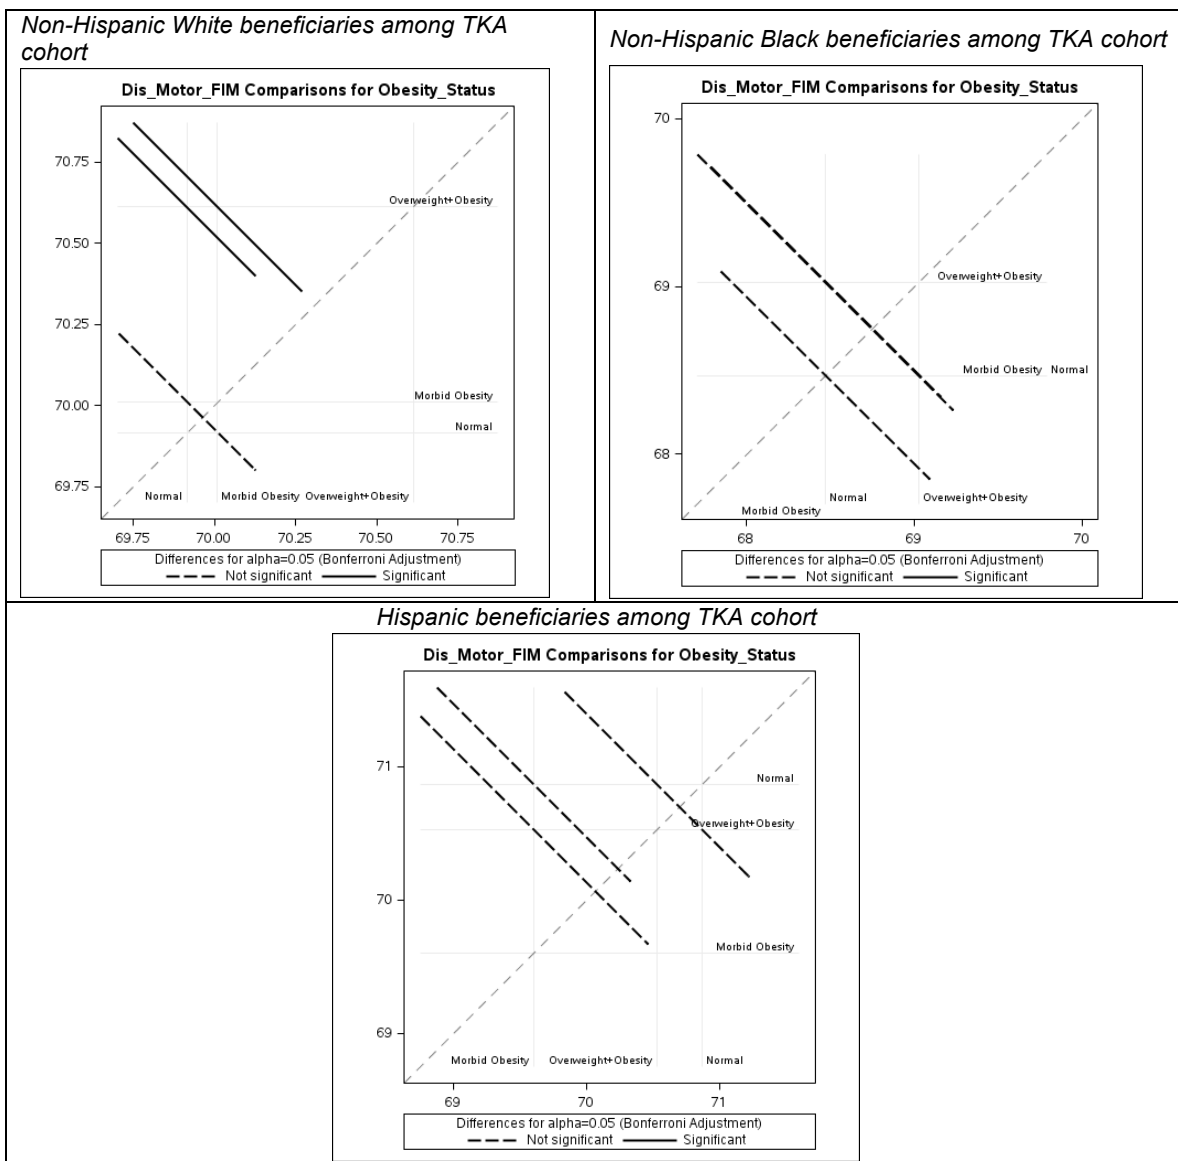 Non-Hispanic White beneficiaries among TKA
cohort
Dis_Motor_FIM Comparisons for Obesity_Status
70.75
Overweight+Obesity
70.50
70.25
70.00
Morbid Obesity
Normal
69.75
Normal Morbid Obesity Overweight+Obesity
69.75 70.00 70.25 70.50 70.75
Differences for alpha=0.05 (Bonferroni Adjustment)
Not significant Significant
Non-Hispanic Black beneficiaries among TKA cohort
Dis_Motor_FIM Comparisons for Obesity_Status
70
69
Overweight+Obesity
Morbid Obesity Normal
68
Normal Overweight+Obesity
Morbid Obesity
68 69 70
Differences for alpha=0.05 (Bonferroni Adjustment)
Not significant Significant
Hispanic beneficiaries among TKA cohort
Dis_Motor_FIM Comparisons for Obesity_Status
71
Normal
Overweight+Obesity
70
Morbid Obesity
69
Morbid Obesity Overweight+Obesity Normal
69 70 71
Differences for alpha=0.05 (Bonferroni Adjustment)
Not significant Significant